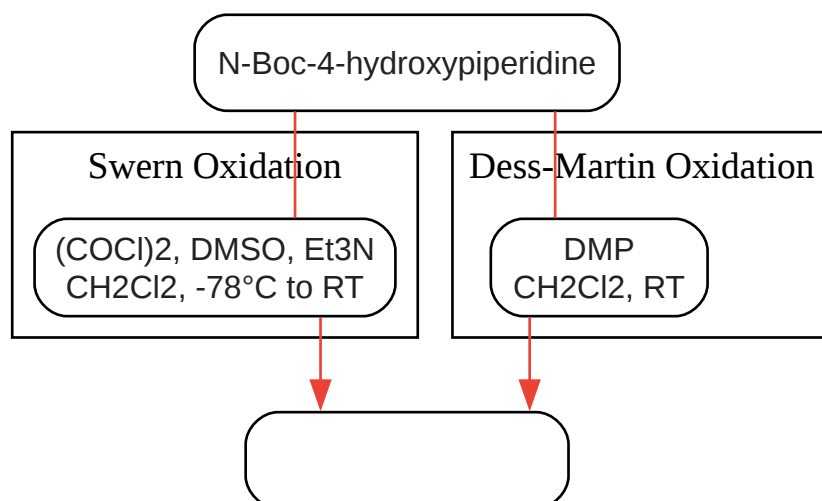 N-Boc-4-hydroxypiperidine
Swern Oxidation
(COCl)2, DMSO, Et3N
CH2Cl2, -78°C to RT
Dess-Martin Oxidation
DMP
CH2Cl2, RT